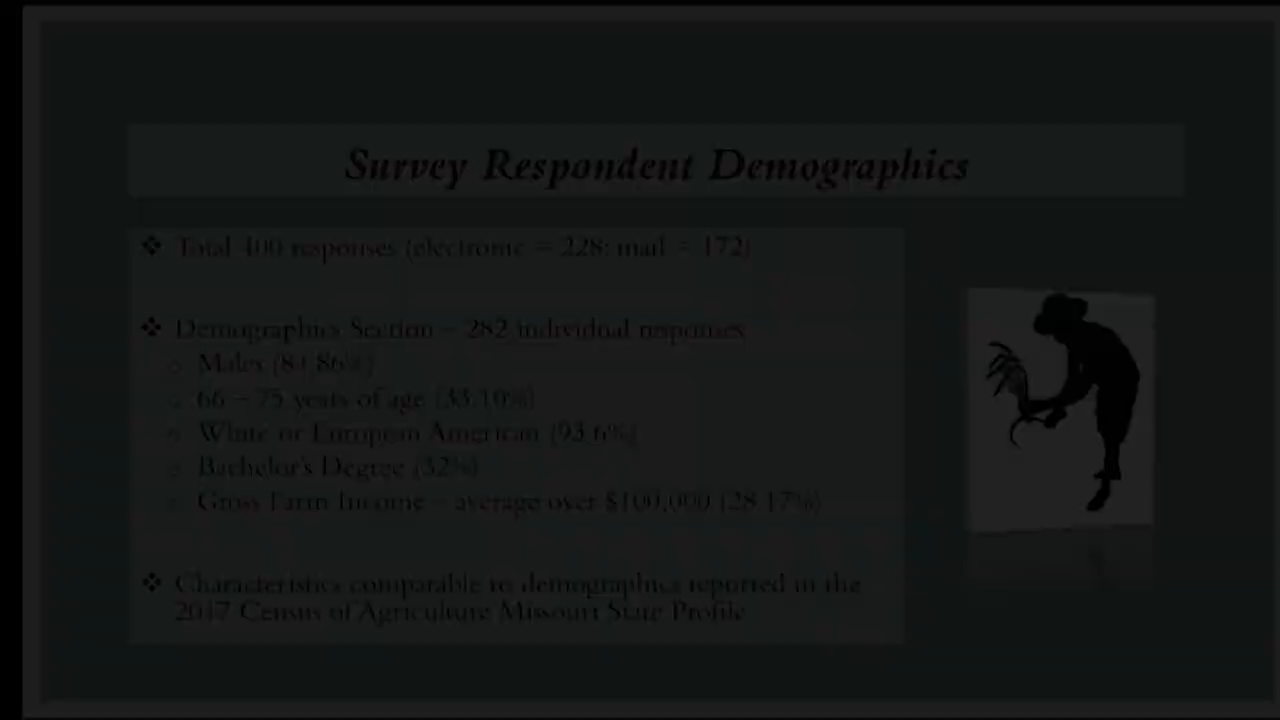 Survey Respondent Demographics
❖ Total 400 responses (electronic = 228; mail = 172)
❖ Demographics Section – 282 individual responses
o Males (84.86%)
o 66 – 75 years of age (33.10%)
o White or European American (93.6%)
o Bachelor's Degree (32%)
o Gross Farm Income – average over $100,000 (28.17%)
❖ Characteristics comparable to demographics reported in the
2017 Census of Agriculture Missouri State Profile